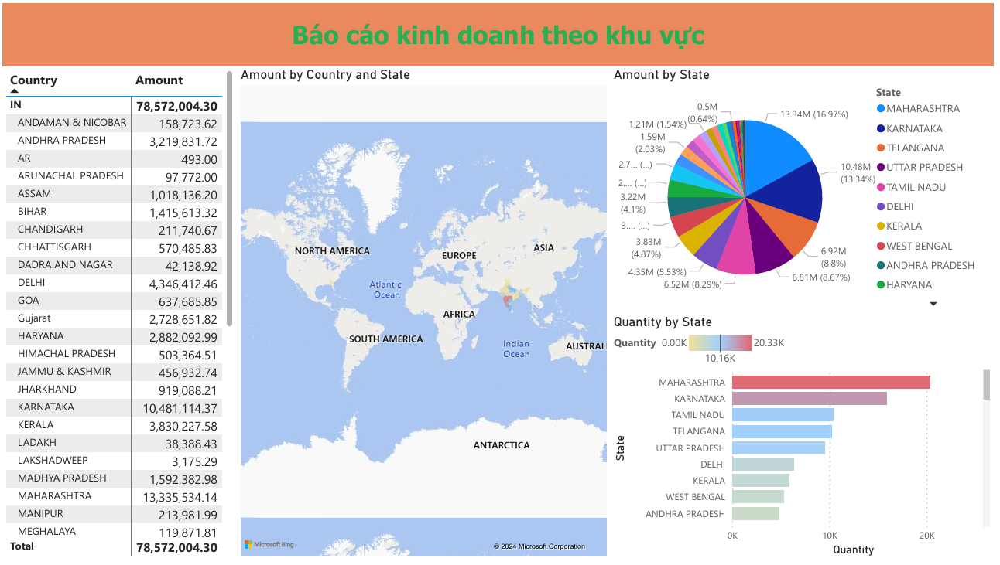 Báo cáo kinh doanh theo khu vực
Country Amount
IN 78,572,004.30
ANDAMAN & NICOBAR 158,723.62
ANDHRA PRADESH 3,219,831.72
AR 493.00
ARUNACHAL PRADESH 97,772.00
ASSAM 1,018,136.20
BIHAR 1,415,613.32
CHANDIGARH 211,740.67
CHHATTISGARH 570,485.83
DADRA AND NAGAR 42,138.92
DELHI 4,346,412.46
GOA 637,685.85
Gujarat 2,728,651.82
HARYANA 2,882,092.99
HIMACHAL PRADESH 503,364.51
JAMMU & KASHMIR 456,932.74
JHARKHAND 919,088.21
KARNATAKA 10,481,114.37
KERALA 3,830,227.58
LADAKH 38,388.43
LAKSHADWEEP 3,175.29
MADHYA PRADESH 1,592,382.98
MAHARASHTRA 13,335,534.14
MANIPUR 213,981.99
MEGHALAYA 119,871.81
Total 78,572,004.30
Amount by Country and State
NORTH AMERICA
EUROPE
ASIA
Atlantic
Ocean
AFRICA
SOUTH AMERICA
Indian
Ocean
AUSTRAL
ANTARCTICA
Microsoft Bing
© 2024 Microsoft Corporation
Amount by State
0.5M
(0.64%)
1.21M (1.54%)
1.59M
(2.03%)
2.7... (...)
2.... (...)
3.22M
(4.1%)
3.... (...)
3.83M
(4.87%)
4.35M (5.53%)
6.52M (8.29%)
6.81M (8.67%)
6.92M
(8.8%)
10.48M
(13.34%)
13.34M (16.97%)
State
MAHARASHTRA
KARNATAKA
TELANGANA
UTTAR PRADESH
TAMIL NADU
DELHI
KERALA
WEST BENGAL
ANDHRA PRADESH
HARYANA
Quantity by State
Quantity 0.00K 20.33K
10.16K
State
MAHARASHTRA
KARNATAKA
TAMIL NADU
TELANGANA
UTTAR PRADESH
DELHI
KERALA
WEST BENGAL
ANDHRA PRADESH
0K 10K 20K
Quantity